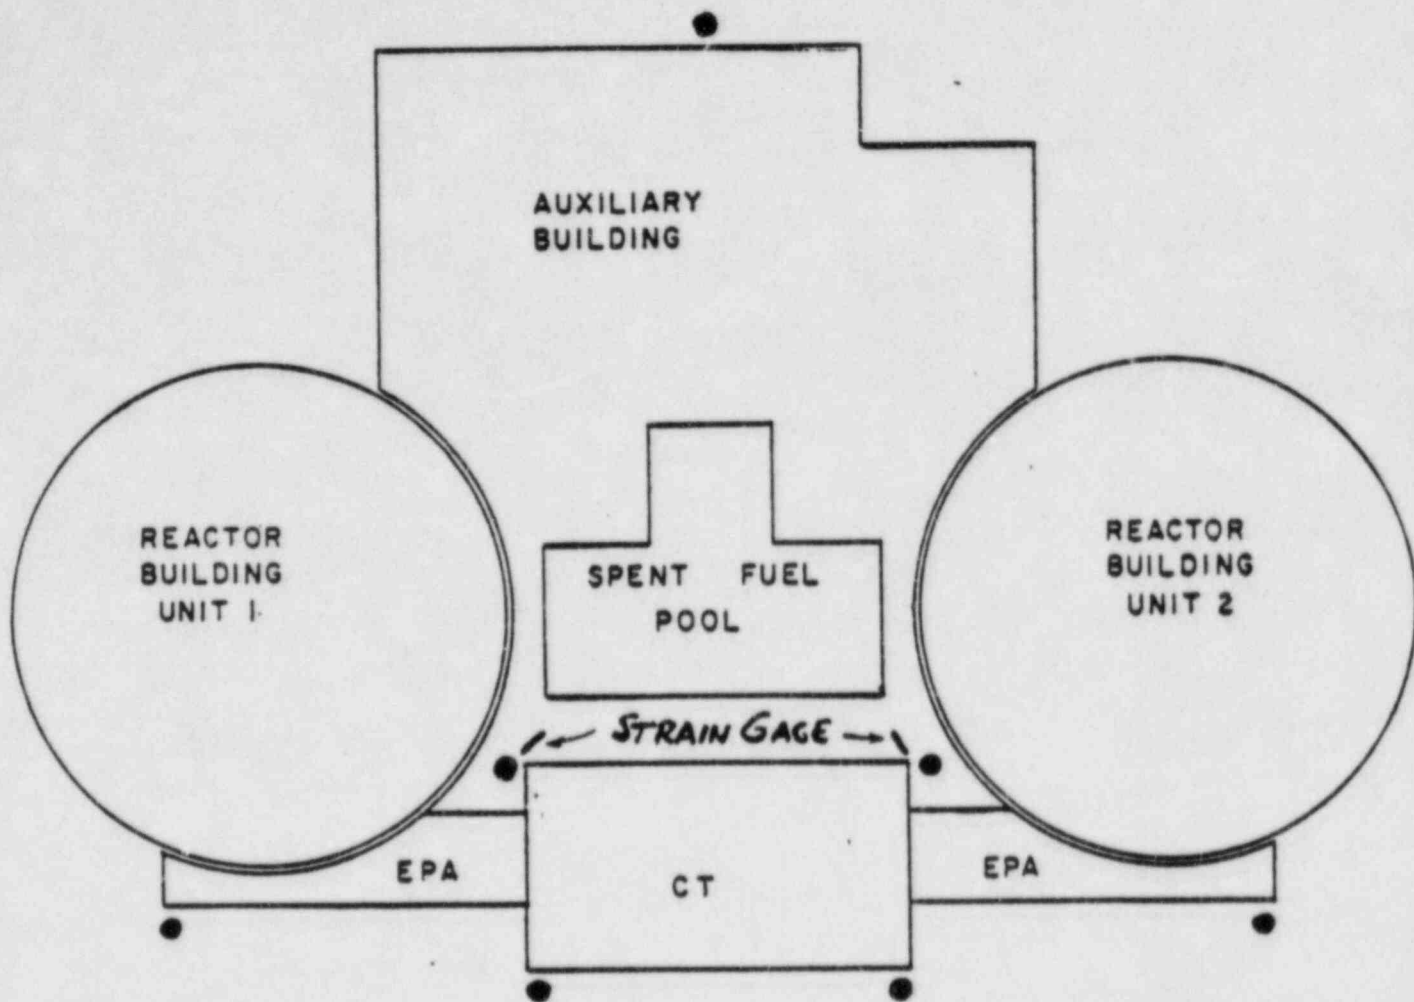 AUXILIARY
BUILDING
REACTOR
BUILDING
UNIT 1
SPENT FUEL
POOL
REACTOR
BUILDING
UNIT 2
STRAIN GAGE
EPA
CT
EPA